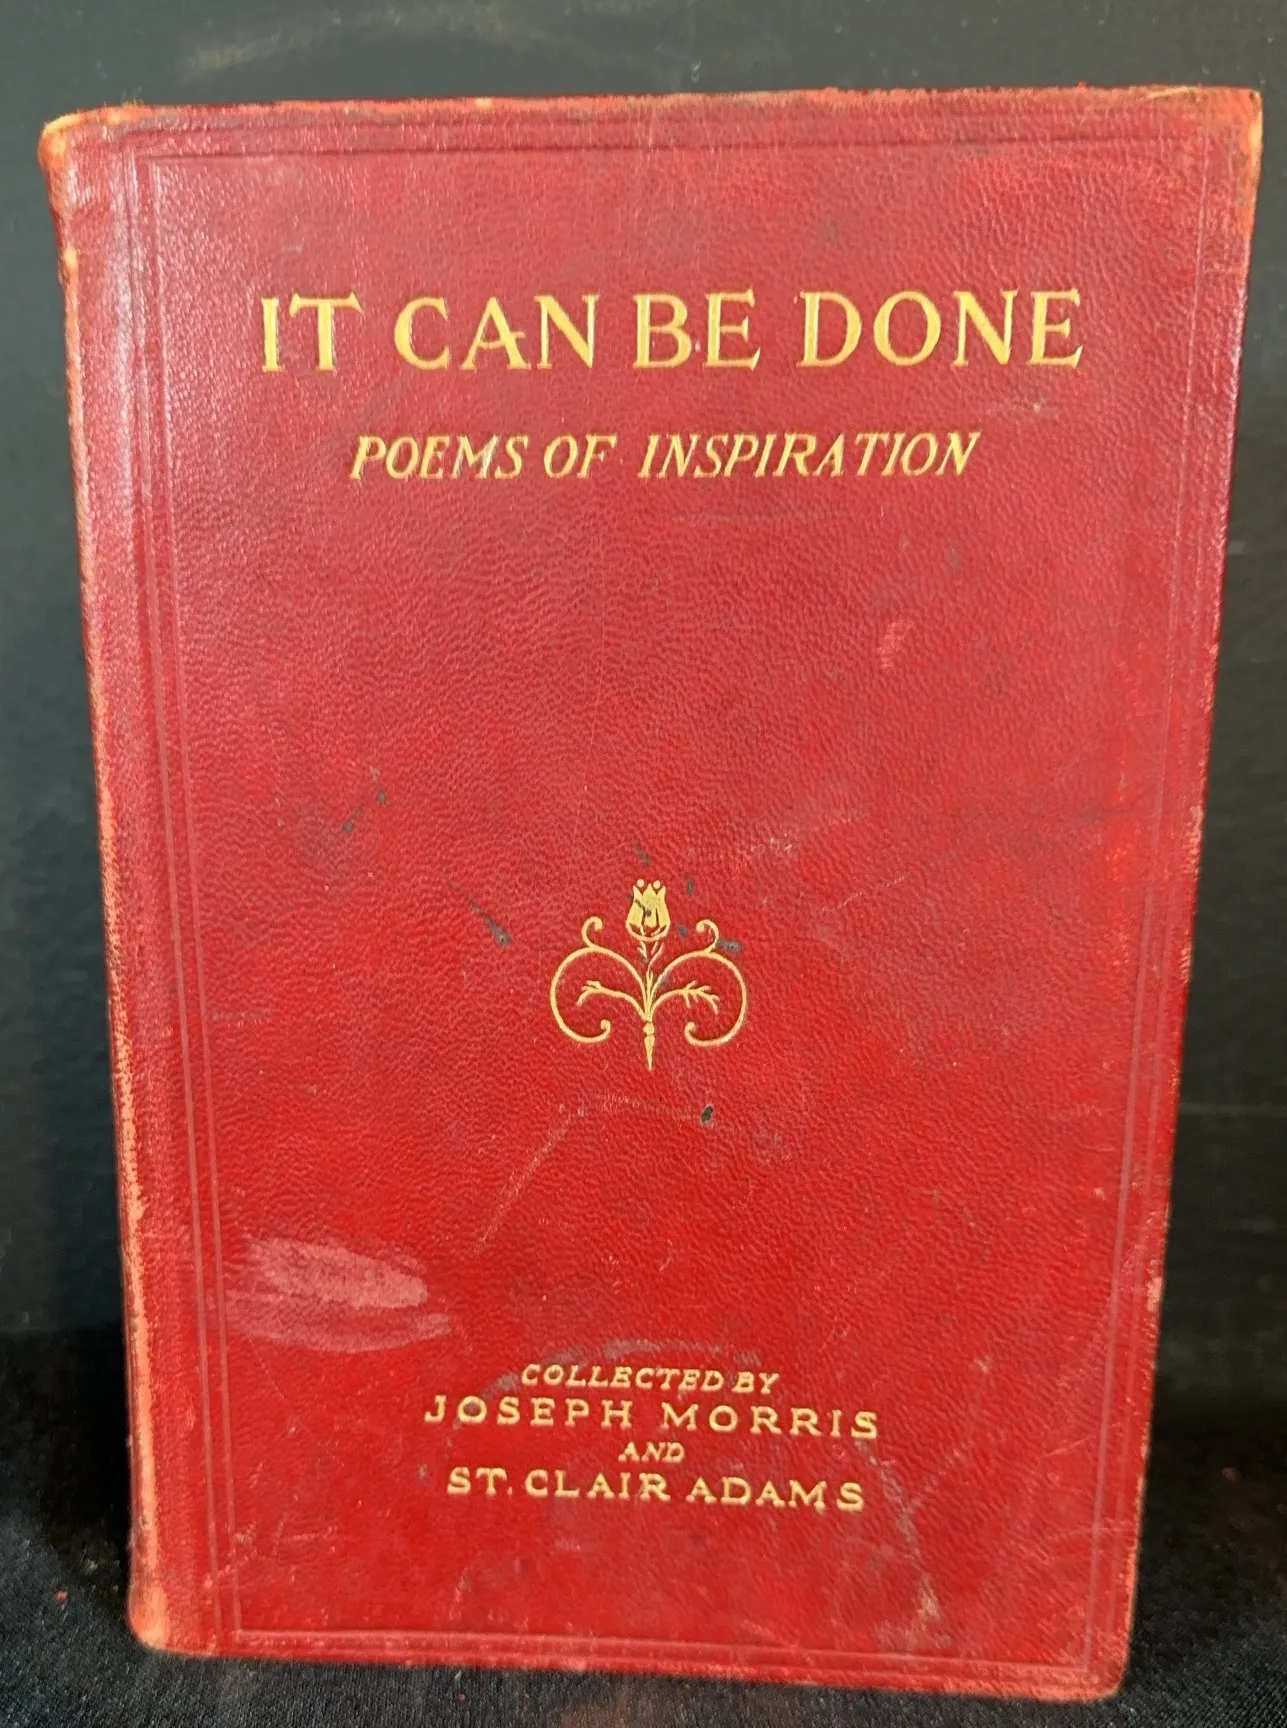 IT CAN BE DONE
POEMS OF INSPIRATION
COLLECTED BY
JOSEPH MORRIS
AND
ST. CLAIR ADAMS